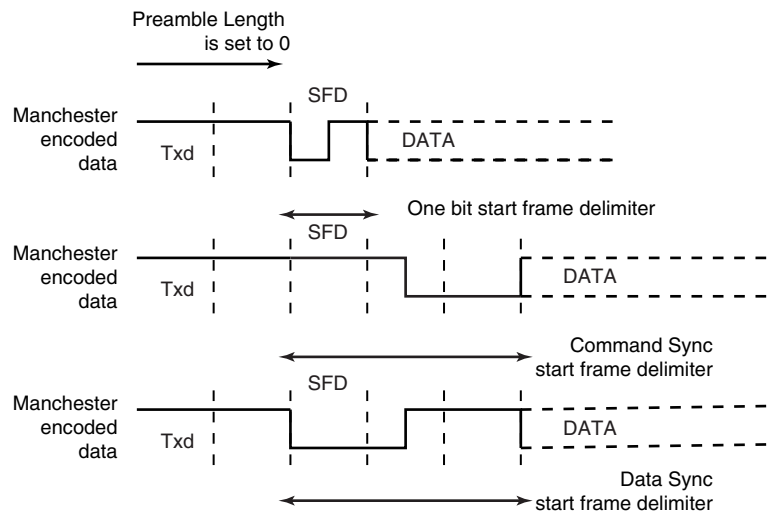 Preamble Length
is set to 0
SFD
Manchester
encoded
data
Txd
DATA
One bit start frame delimiter
SFD
Manchester
encoded
data
Txd
DATA
Command Sync
start frame delimiter
SFD
Manchester
encoded
data
Txd
DATA
Data Sync
start frame delimiter